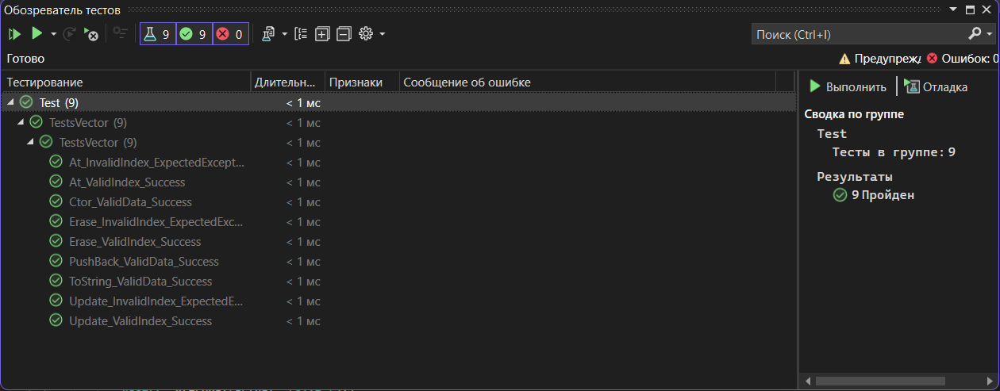 Обозреватель тестов
9 9 0
Поиск (Ctrl+I)
Готово
Предупрежд Ошибок: 0
Тестирование Длительн... Признаки Сообщение об ошибке
Test (9) < 1 мс
TestsVector (9) < 1 мс
TestsVector (9) < 1 мс
At_InvalidIndex_ExpectedExcept... < 1 мс
At_ValidIndex_Success < 1 мс
Ctor_ValidData_Success < 1 мс
Erase_InvalidIndex_ExpectedExc... < 1 мс
Erase_ValidIndex_Success < 1 мс
PushBack_ValidData_Success < 1 мс
ToString_ValidData_Success < 1 мс
Update_InvalidIndex_ExpectedE... < 1 мс
Update_ValidIndex_Success < 1 мс
Выполнить Отладка
Сводка по группе
Test
Тесты в группе: 9
Результаты
9 Пройден